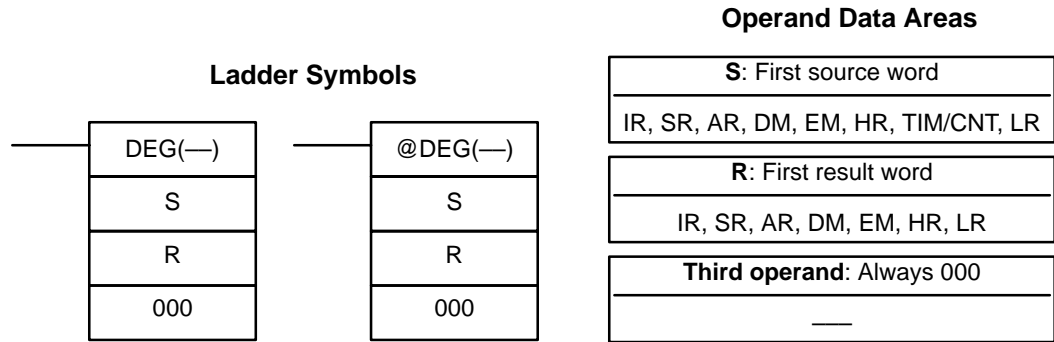 Ladder Symbols
DEG(––)
S
R
000
@DEG(––)
S
R
000
Operand Data Areas
S: First source word
IR, SR, AR, DM, EM, HR, TIM/CNT, LR
R: First result word
IR, SR, AR, DM, EM, HR, LR
Third operand: Always 000
–––